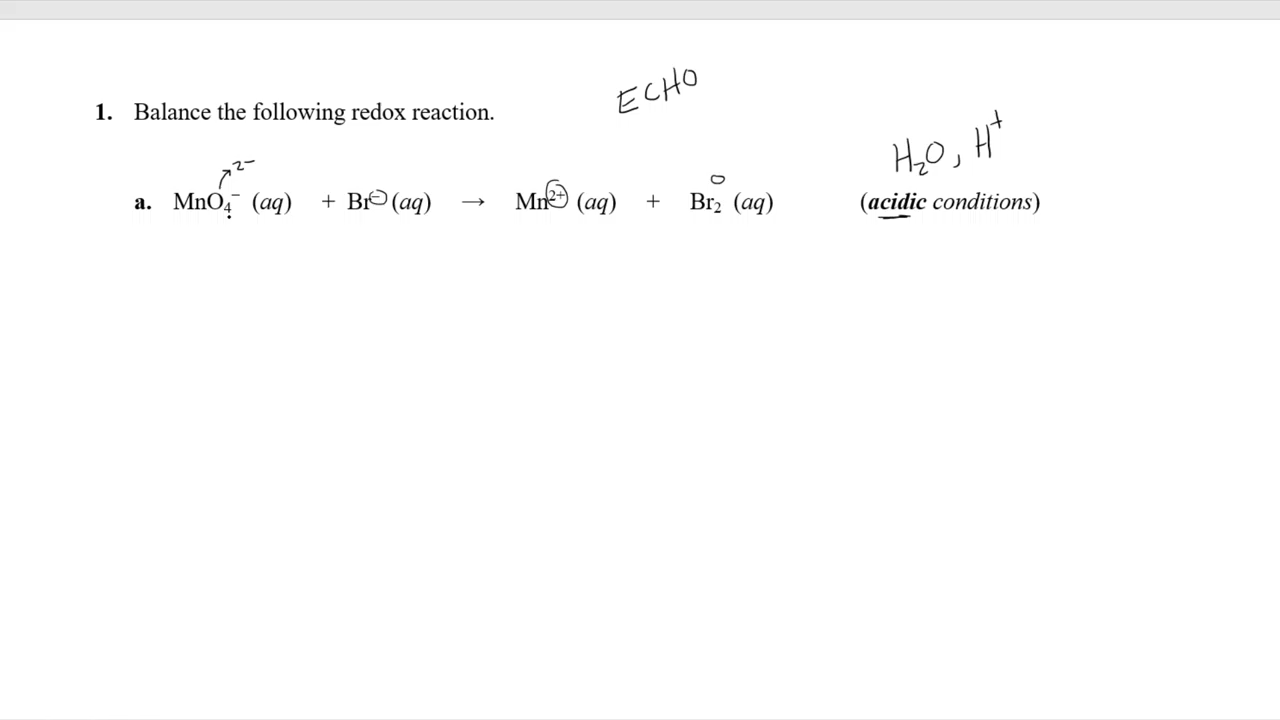 ECHO
1. Balance the following redox reaction.
H₂O, H⁺
2-
0
a. MnO₄⁻ (aq) + Br⁻ (aq) → Mn²⁺ (aq) + Br₂ (aq) (acidic conditions)